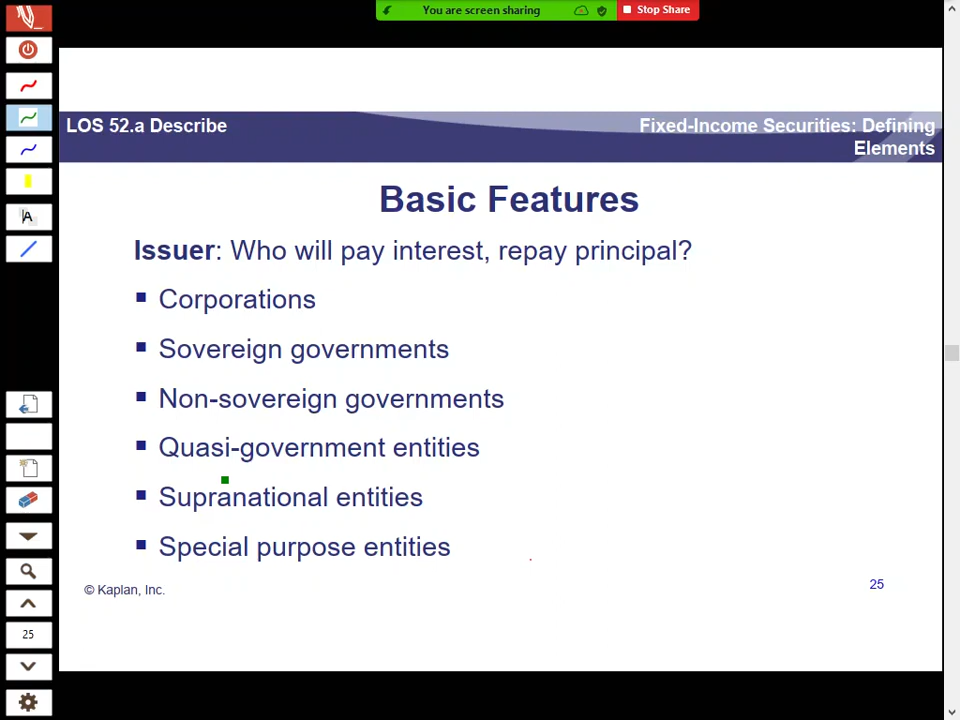 You are screen sharing
Stop Share
LOS 52.a Describe
Fixed-Income Securities: Defining
Elements
Basic Features
Issuer: Who will pay interest, repay principal?
▪ Corporations
▪ Sovereign governments
▪ Non-sovereign governments
▪ Quasi-government entities
▪ Supranational entities
▪ Special purpose entities
© Kaplan, Inc.
25
A
25